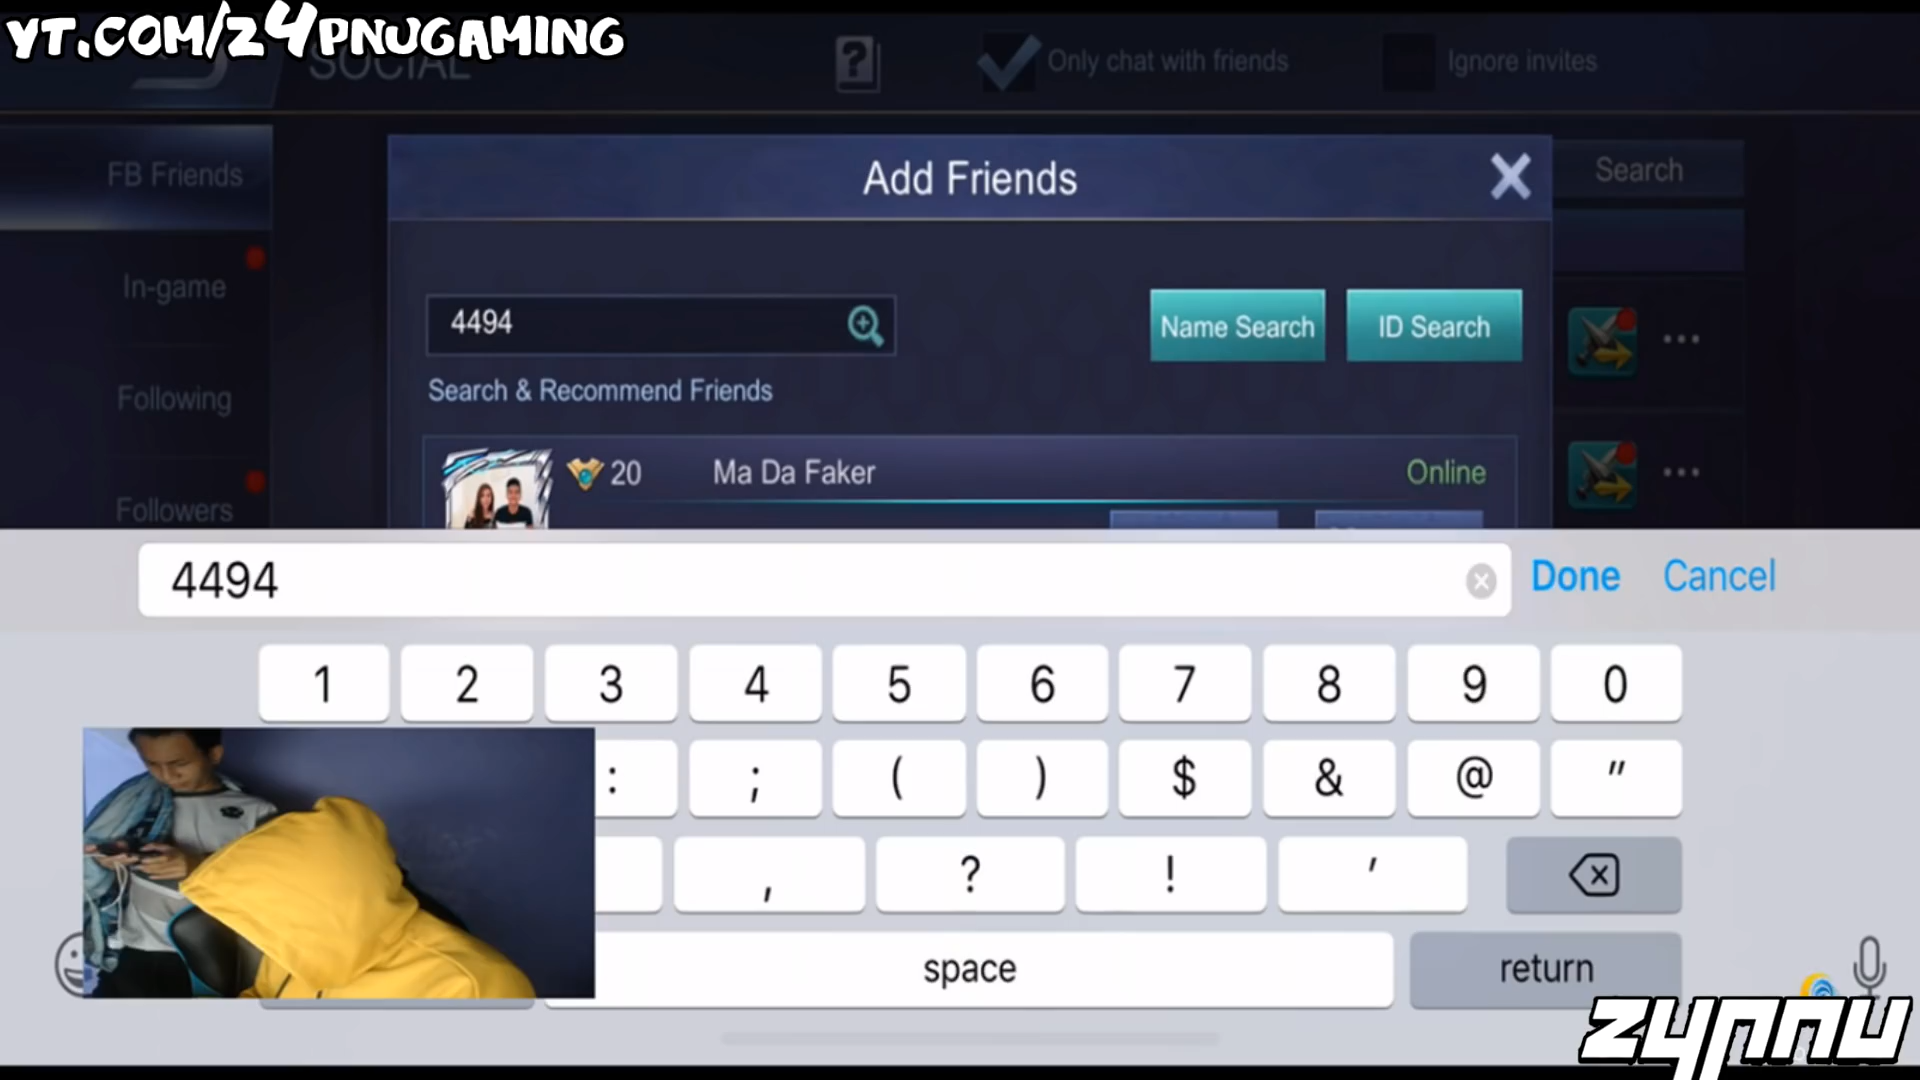 YT.COM/Z4PNUGAMING
SOCIAL
Only chat with friends
Ignore invites
FB Friends
Add Friends
Search
In-game
4494
Name Search
ID Search
Following
Search & Recommend Friends
20
Ma Da Faker
Online
Followers
4494
Done
Cancel
1 2 3 4 5 6 7 8 9 0
: ; ( ) $ & @ "
, ? ! '
space
return